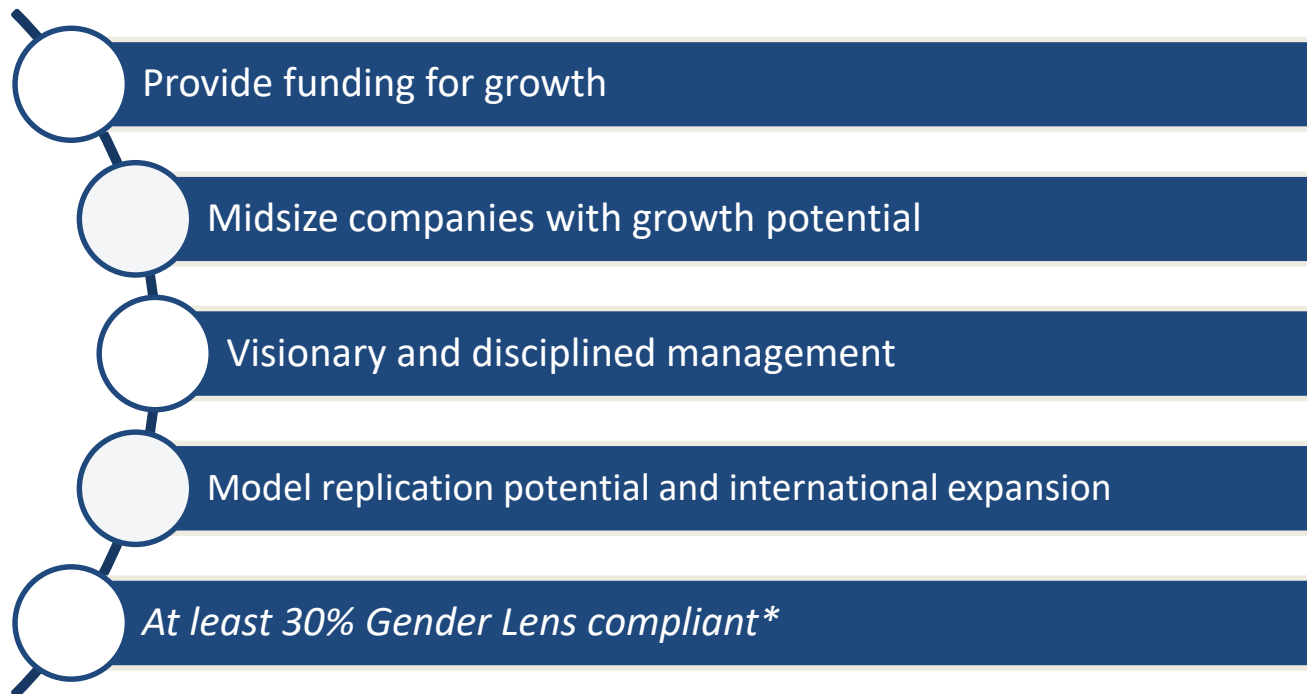 Provide funding for growth
Midsize companies with growth potential
Visionary and disciplined management
Model replication potential and international expansion
At least 30% Gender Lens compliant*